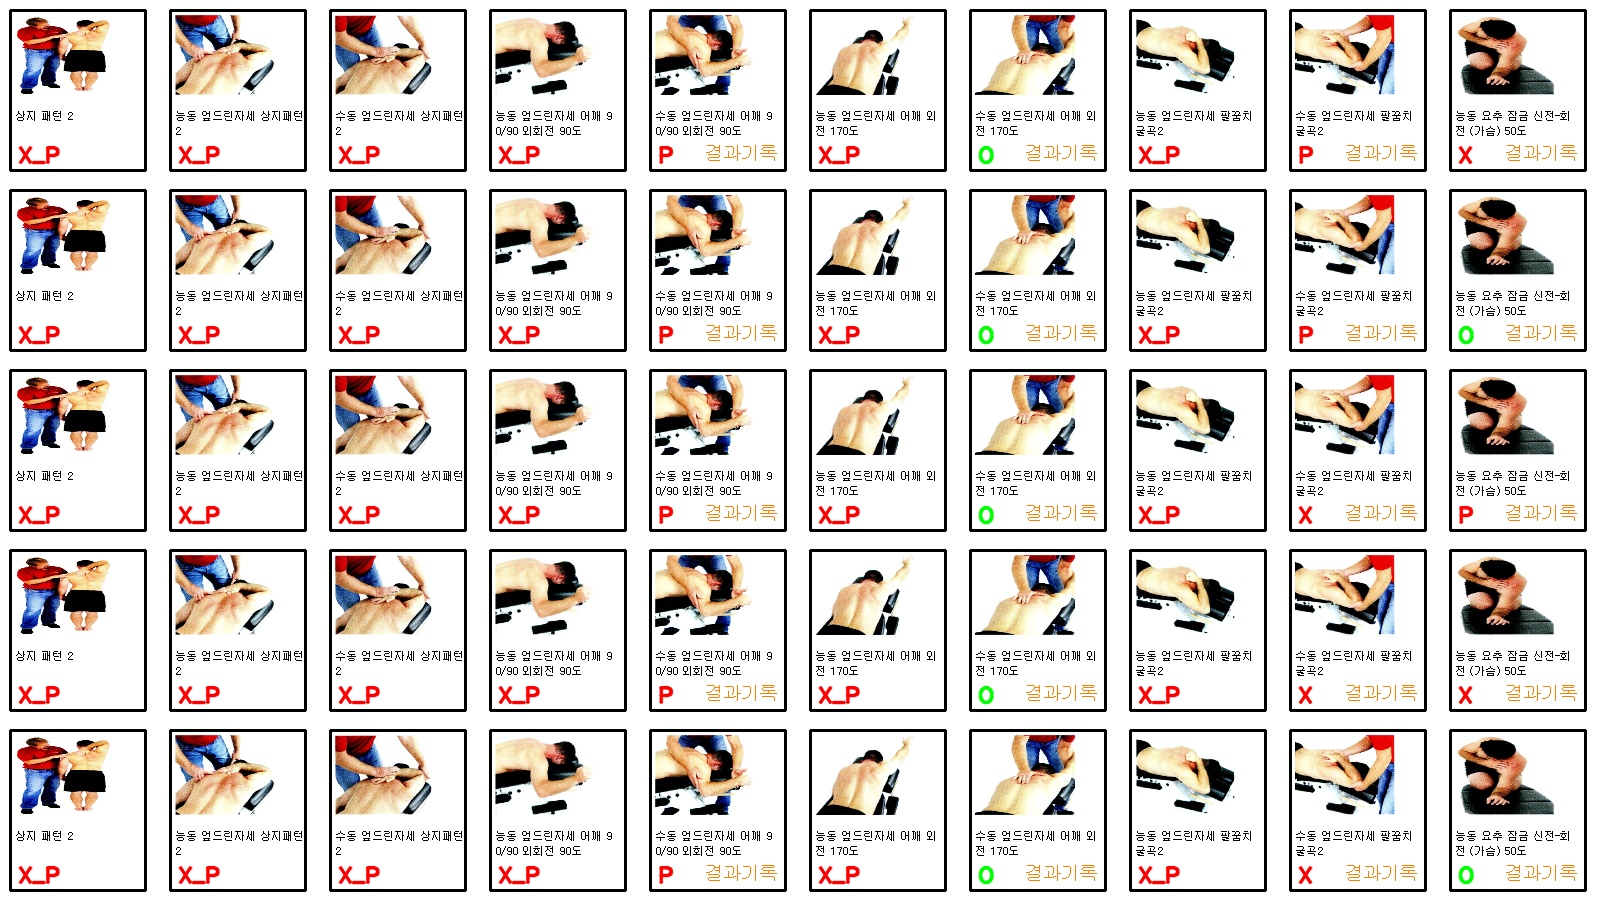 상지 패턴 2
X_P
능동 엎드린자세 상지패턴
2
X_P
수동 엎드린자세 상지패턴
2
X_P
능동 엎드린자세 어깨 9
0/90 외회전 90도
X_P
수동 엎드린자세 어깨 9
0/90 외회전 90도
P 결과기록
능동 엎드린자세 어깨 외
전 170도
X_P
수동 엎드린자세 어깨 외
전 170도
O 결과기록
능동 엎드린자세 팔꿈치
굴곡2
X_P
수동 엎드린자세 팔꿈치
굴곡2
P 결과기록
능동 요추 잠금 신전-회
전 (가슴) 50도
X 결과기록
상지 패턴 2
X_P
능동 엎드린자세 상지패턴
2
X_P
수동 엎드린자세 상지패턴
2
X_P
능동 엎드린자세 어깨 9
0/90 외회전 90도
X_P
수동 엎드린자세 어깨 9
0/90 외회전 90도
P 결과기록
능동 엎드린자세 어깨 외
전 170도
X_P
수동 엎드린자세 어깨 외
전 170도
O 결과기록
능동 엎드린자세 팔꿈치
굴곡2
X_P
수동 엎드린자세 팔꿈치
굴곡2
P 결과기록
능동 요추 잠금 신전-회
전 (가슴) 50도
O 결과기록
상지 패턴 2
X_P
능동 엎드린자세 상지패턴
2
X_P
수동 엎드린자세 상지패턴
2
X_P
능동 엎드린자세 어깨 9
0/90 외회전 90도
X_P
수동 엎드린자세 어깨 9
0/90 외회전 90도
P 결과기록
능동 엎드린자세 어깨 외
전 170도
X_P
수동 엎드린자세 어깨 외
전 170도
O 결과기록
능동 엎드린자세 팔꿈치
굴곡2
X_P
수동 엎드린자세 팔꿈치
굴곡2
X 결과기록
능동 요추 잠금 신전-회
전 (가슴) 50도
P 결과기록
상지 패턴 2
X_P
능동 엎드린자세 상지패턴
2
X_P
수동 엎드린자세 상지패턴
2
X_P
능동 엎드린자세 어깨 9
0/90 외회전 90도
X_P
수동 엎드린자세 어깨 9
0/90 외회전 90도
P 결과기록
능동 엎드린자세 어깨 외
전 170도
X_P
수동 엎드린자세 어깨 외
전 170도
O 결과기록
능동 엎드린자세 팔꿈치
굴곡2
X_P
수동 엎드린자세 팔꿈치
굴곡2
X 결과기록
능동 요추 잠금 신전-회
전 (가슴) 50도
X 결과기록
상지 패턴 2
X_P
능동 엎드린자세 상지패턴
2
X_P
수동 엎드린자세 상지패턴
2
X_P
능동 엎드린자세 어깨 9
0/90 외회전 90도
X_P
수동 엎드린자세 어깨 9
0/90 외회전 90도
P 결과기록
능동 엎드린자세 어깨 외
전 170도
X_P
수동 엎드린자세 어깨 외
전 170도
O 결과기록
능동 엎드린자세 팔꿈치
굴곡2
X_P
수동 엎드린자세 팔꿈치
굴곡2
X 결과기록
능동 요추 잠금 신전-회
전 (가슴) 50도
O 결과기록